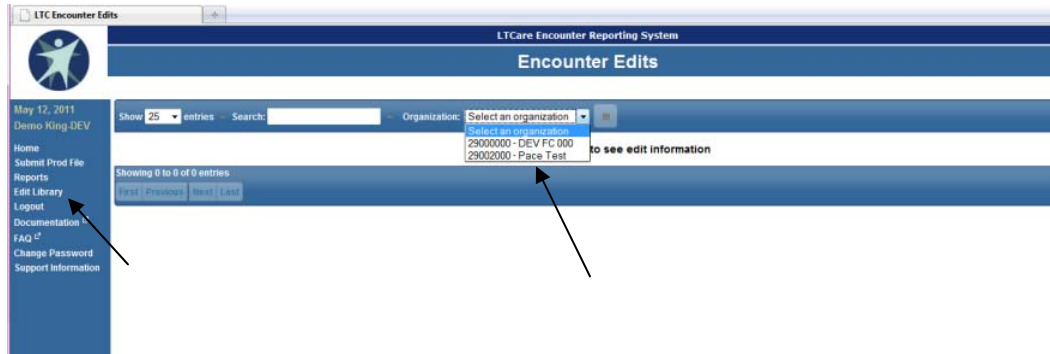 LTC Encounter Edits
LTCare Encounter Reporting System
Encounter Edits
May 12, 2011
Demo King-DEV
Home
Submit Prod File
Reports
Edit Library
Logout
Documentation
FAQ
Change Password
Support Information
Show 25 entries – Search: – Organization: Select an organization
Select an organization
29000000 - DEV FC 000
29002000 - Pace Test
to see edit information
Showing 0 to 0 of 0 entries
First Previous Next Last